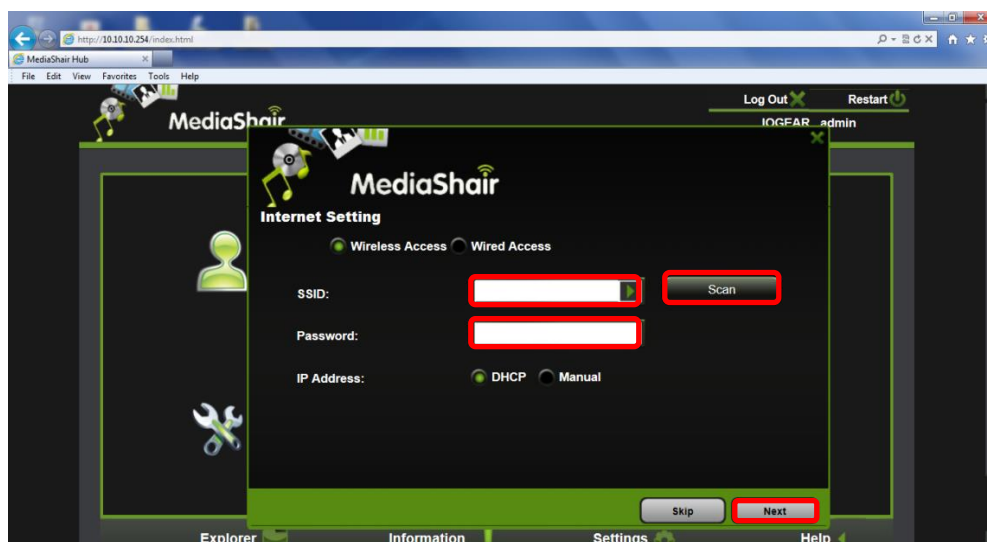 http://10.10.10.254/index.html
MediaShair Hub
File Edit View Favorites Tools Help
Log Out Restart
MediaShair
IOGEAR admin
MediaShair
Internet Setting
Wireless Access Wired Access
SSID: Scan
Password:
IP Address: DHCP Manual
Skip Next
Explorer Information Settings Help